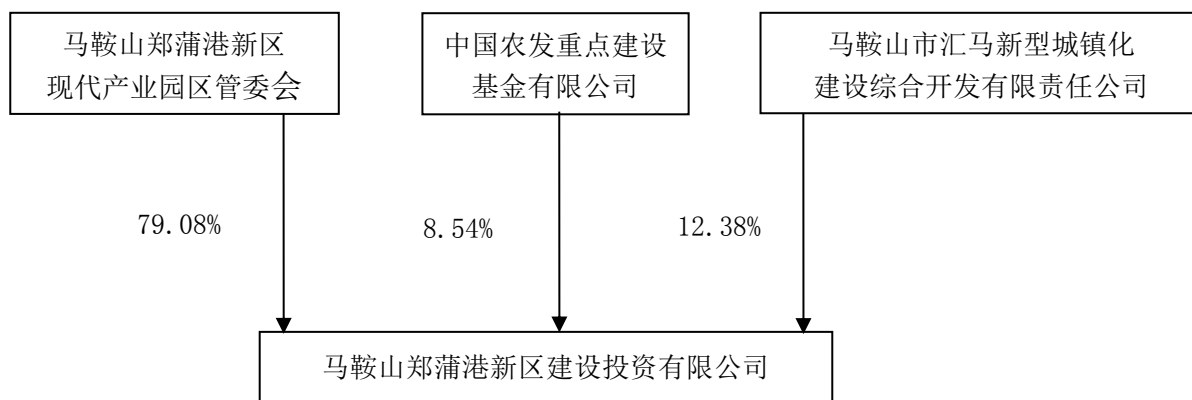 马鞍山郑蒲港新区
现代产业园区管委会
中国农发重点建设
基金有限公司
马鞍山市汇马新型城镇化
建设综合开发有限责任公司
79.08%
8.54%
12.38%
马鞍山郑蒲港新区建设投资有限公司